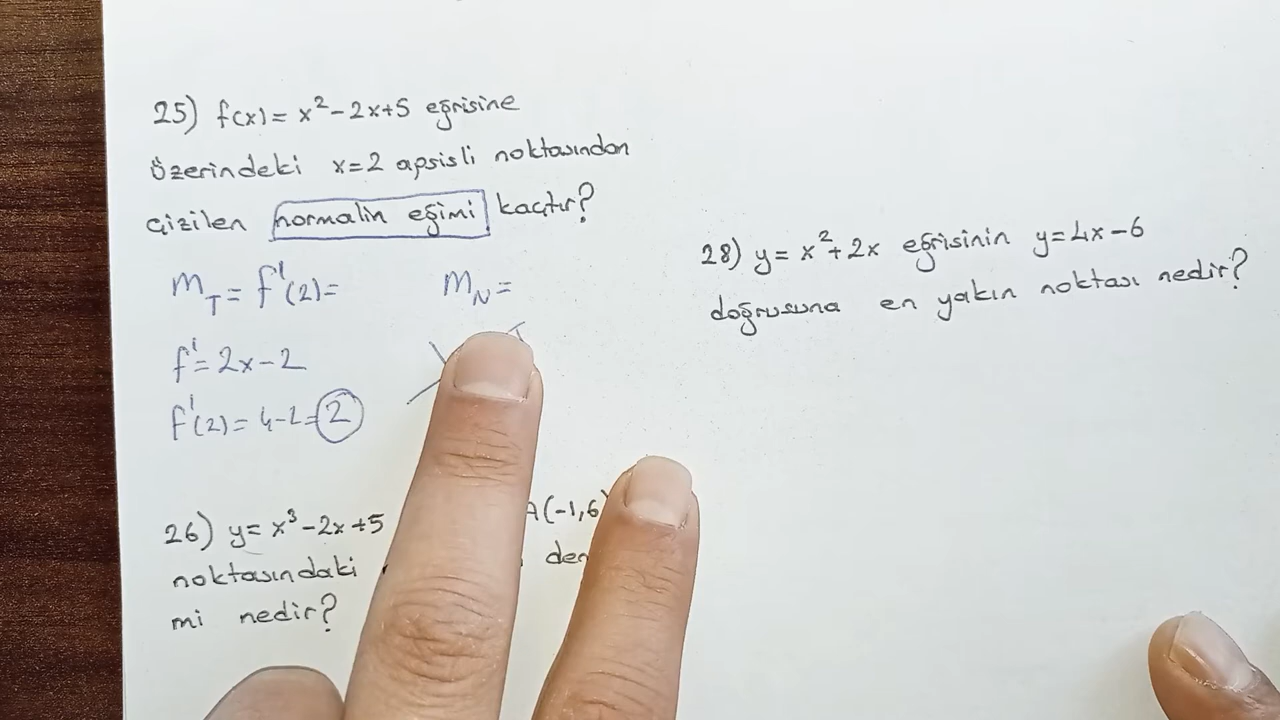 25) f(x) = x² - 2x+5 eğrisine
üzerindeki x=2 apsisli noktasından
çizilen normalin eğimi kaçtır?
m_T = f'(2) =
m_N =
f' = 2x-2
f'(2) = 4-2 = 2
26) y = x³ - 2x +5 A(-1,6)
noktasındaki
mi nedir?
28) y = x² + 2x eğrisinin y=4x-6
doğrusuna en yakın noktası nedir?